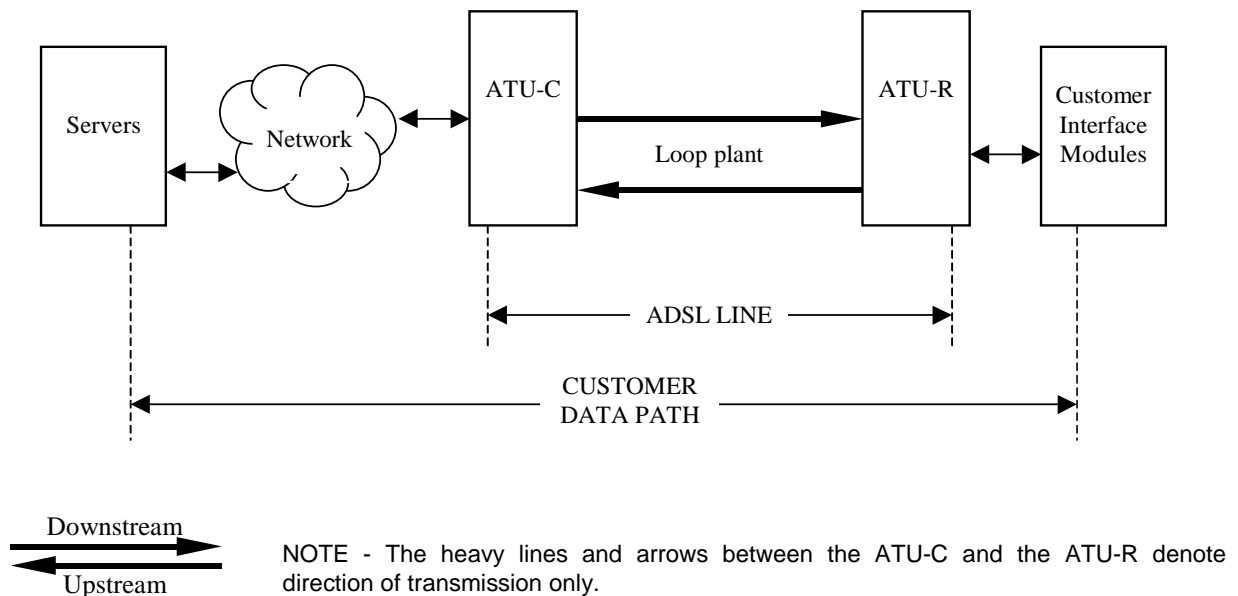 Servers
Network
ATU-C
Loop plant
ATU-R
Customer
Interface
Modules
ADSL LINE
CUSTOMER
DATA PATH
Downstream
Upstream
NOTE - The heavy lines and arrows between the ATU-C and the ATU-R denote
direction of transmission only.